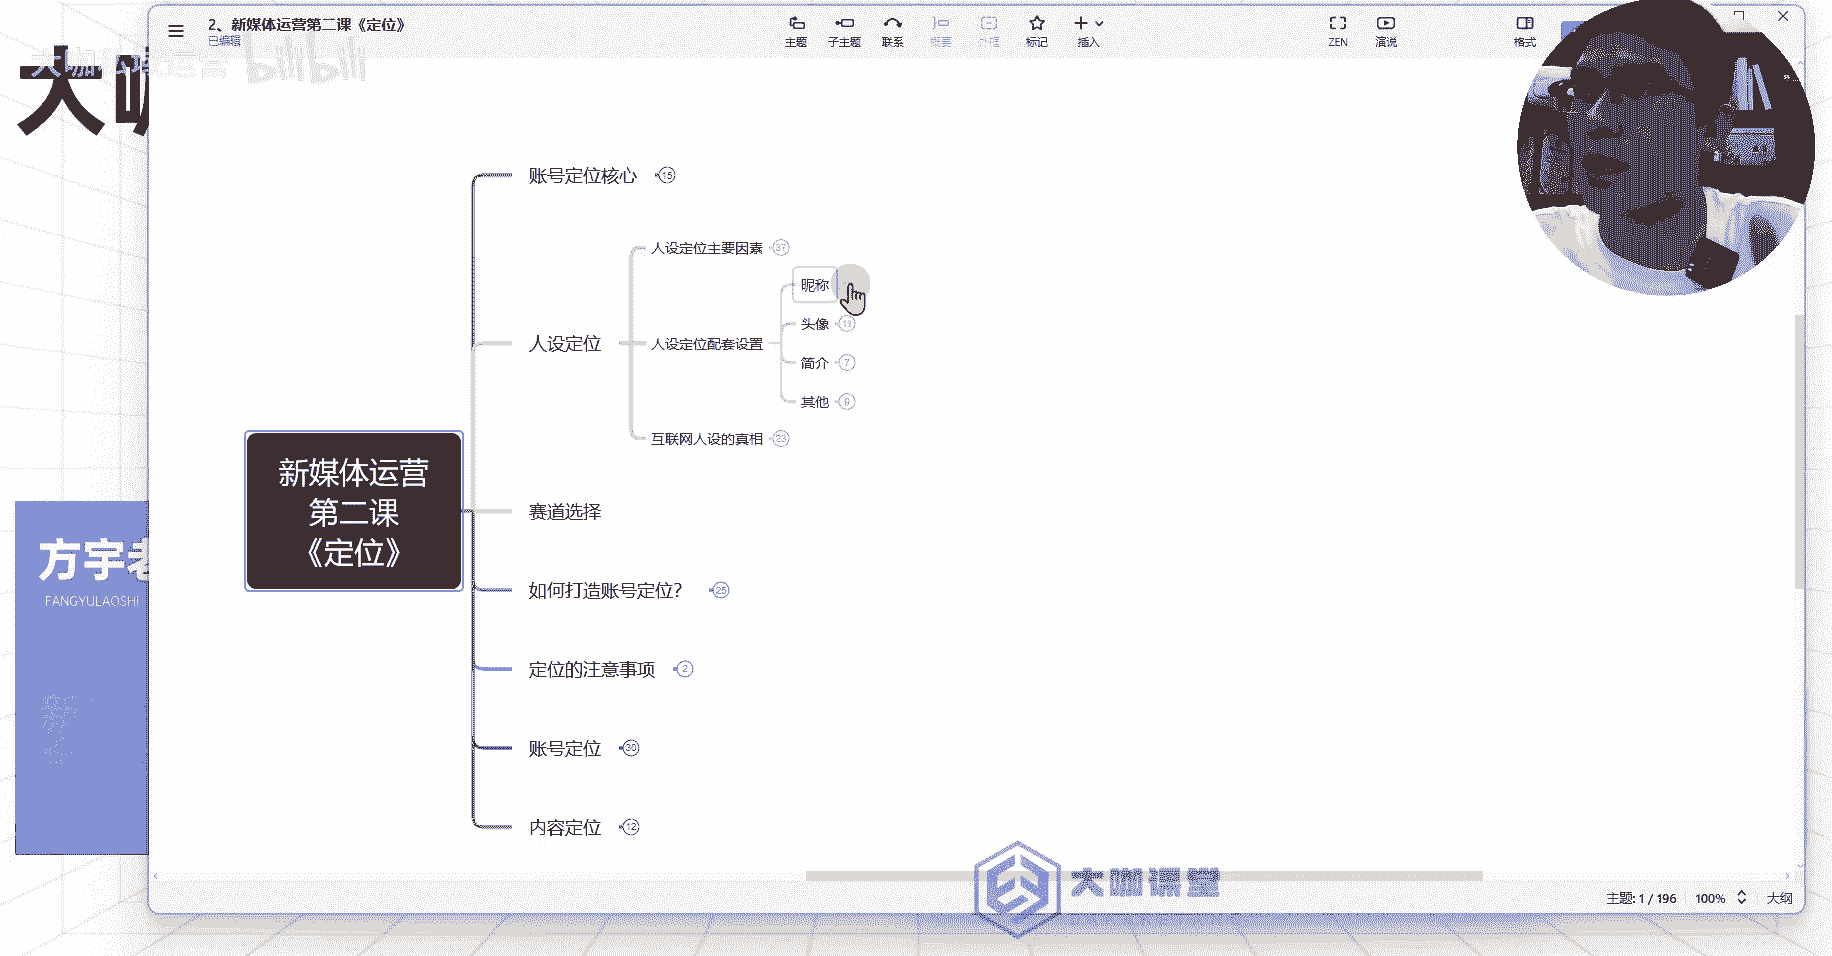 2、新媒体运营第二课《定位》
已编辑
主题
子主题
联系
概要
外框
标记
插入
ZEN
演说
格式
bilibili
大咖
账号定位核心 15
人设定位主要因素 37
昵称
头像 11
人设定位
人设定位配套设置
简介 7
其他 9
互联网人设的真相 23
新媒体运营
第二课
《定位》
赛道选择
方宇老
FANGYULAOSHI
如何打造账号定位？ 25
定位的注意事项 2
账号定位 30
内容定位 12
大咖课堂
主题: 1 / 196
100%
大纲